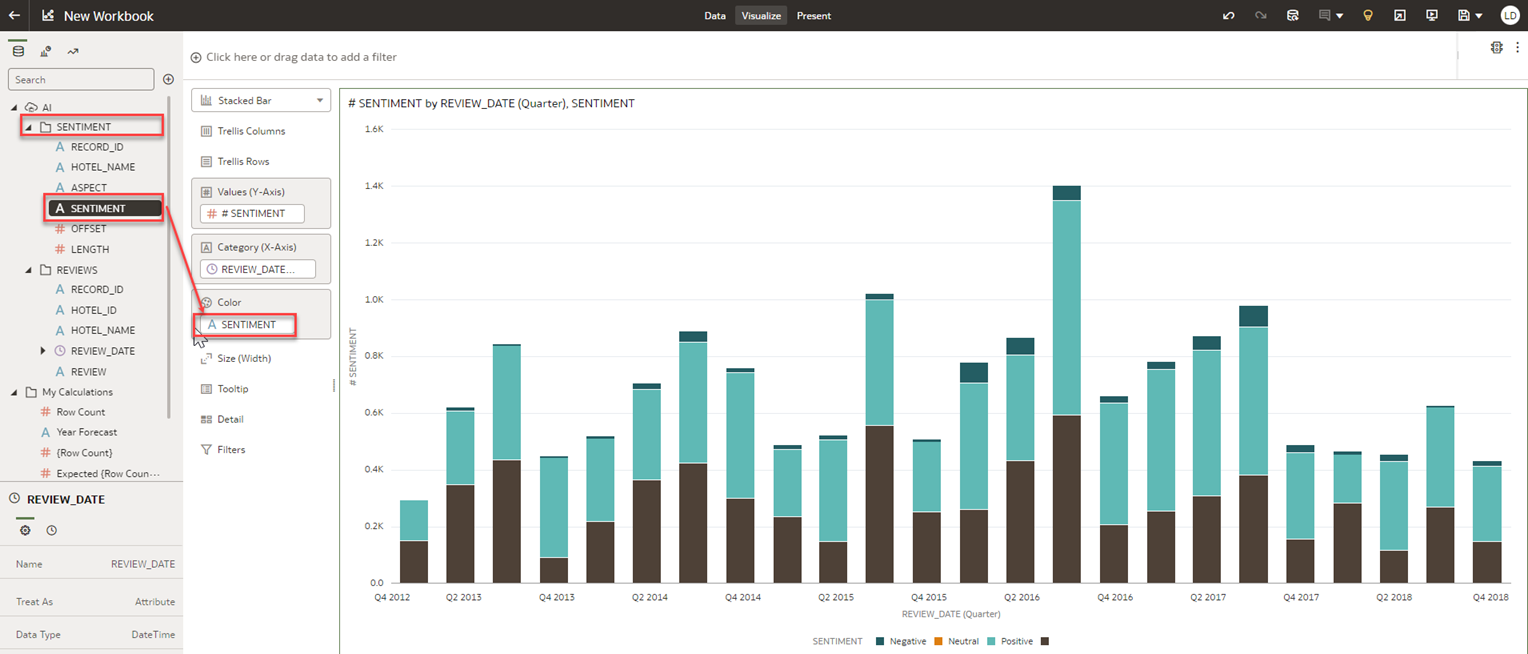 New Workbook
Data Visualize Present
LD
Search
Click here or drag data to add a filter
AI
SENTIMENT
A RECORD_ID
A HOTEL_NAME
A ASPECT
A SENTIMENT
# OFFSET
# LENGTH
REVIEWS
A RECORD_ID
A HOTEL_ID
A HOTEL_NAME
REVIEW_DATE
A REVIEW
My Calculations
# Row Count
A Year Forecast
# {Row Count}
# Expected {Row Coun...
REVIEW_DATE
Name REVIEW_DATE
Treat As Attribute
Data Type DateTime
Stacked Bar
Trellis Columns
Trellis Rows
# Values (Y-Axis)
# # SENTIMENT
A Category (X-Axis)
REVIEW_DATE...
Color
A SENTIMENT
Size (Width)
Tooltip
Detail
Filters
# SENTIMENT by REVIEW_DATE (Quarter), SENTIMENT
1.6K
1.4K
1.2K
1.0K
0.8K
0.6K
0.4K
0.2K
0.0
# SENTIMENT
Q4 2012 Q2 2013 Q4 2013 Q2 2014 Q4 2014 Q2 2015 Q4 2015 Q2 2016 Q4 2016 Q2 2017 Q4 2017 Q2 2018 Q4 2018
REVIEW_DATE (Quarter)
SENTIMENT Negative Neutral Positive